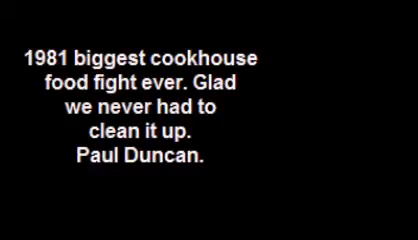 1981 biggest cookhouse
food fight ever. Glad
we never had to
clean it up.
Paul Duncan.